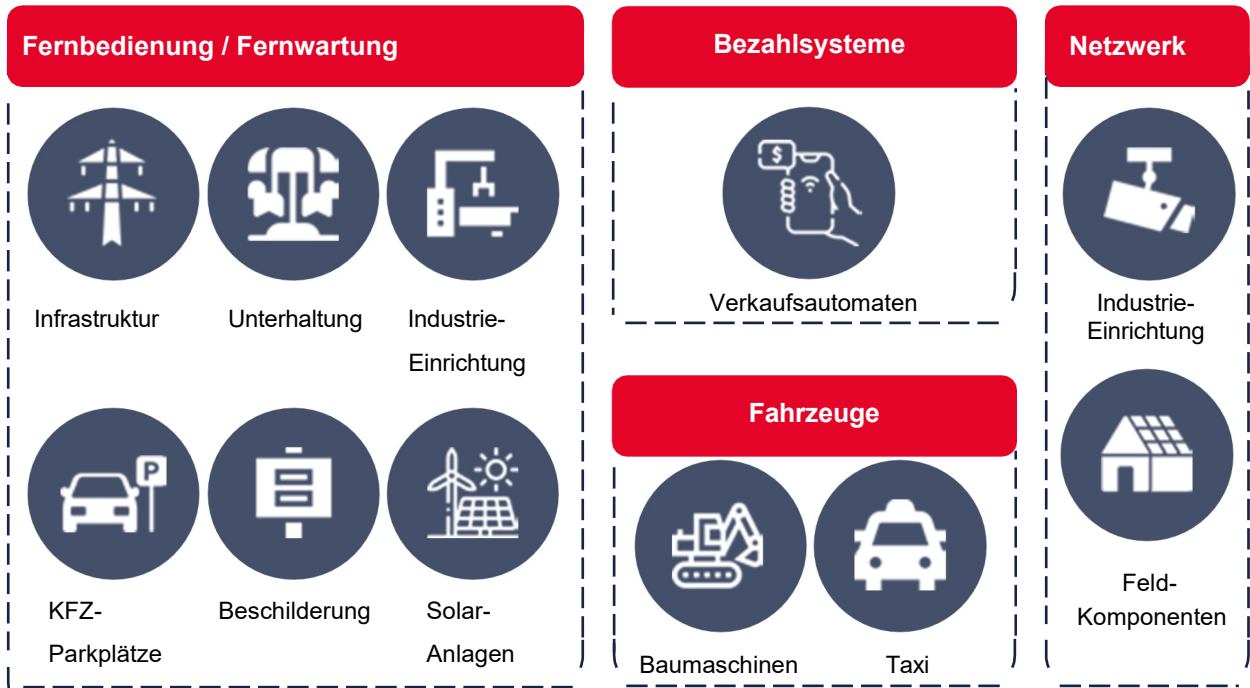 Fernbedienung / Fernwartung
Infrastruktur
Unterhaltung
Industrie-
Einrichtung
P
KFZ-
Parkplätze
Beschilderung
Solar-
Anlagen
Bezahlsysteme
$
Verkaufsautomaten
Fahrzeuge
Baumaschinen
Taxi
Netzwerk
Industrie-
Einrichtung
Feld-
Komponenten